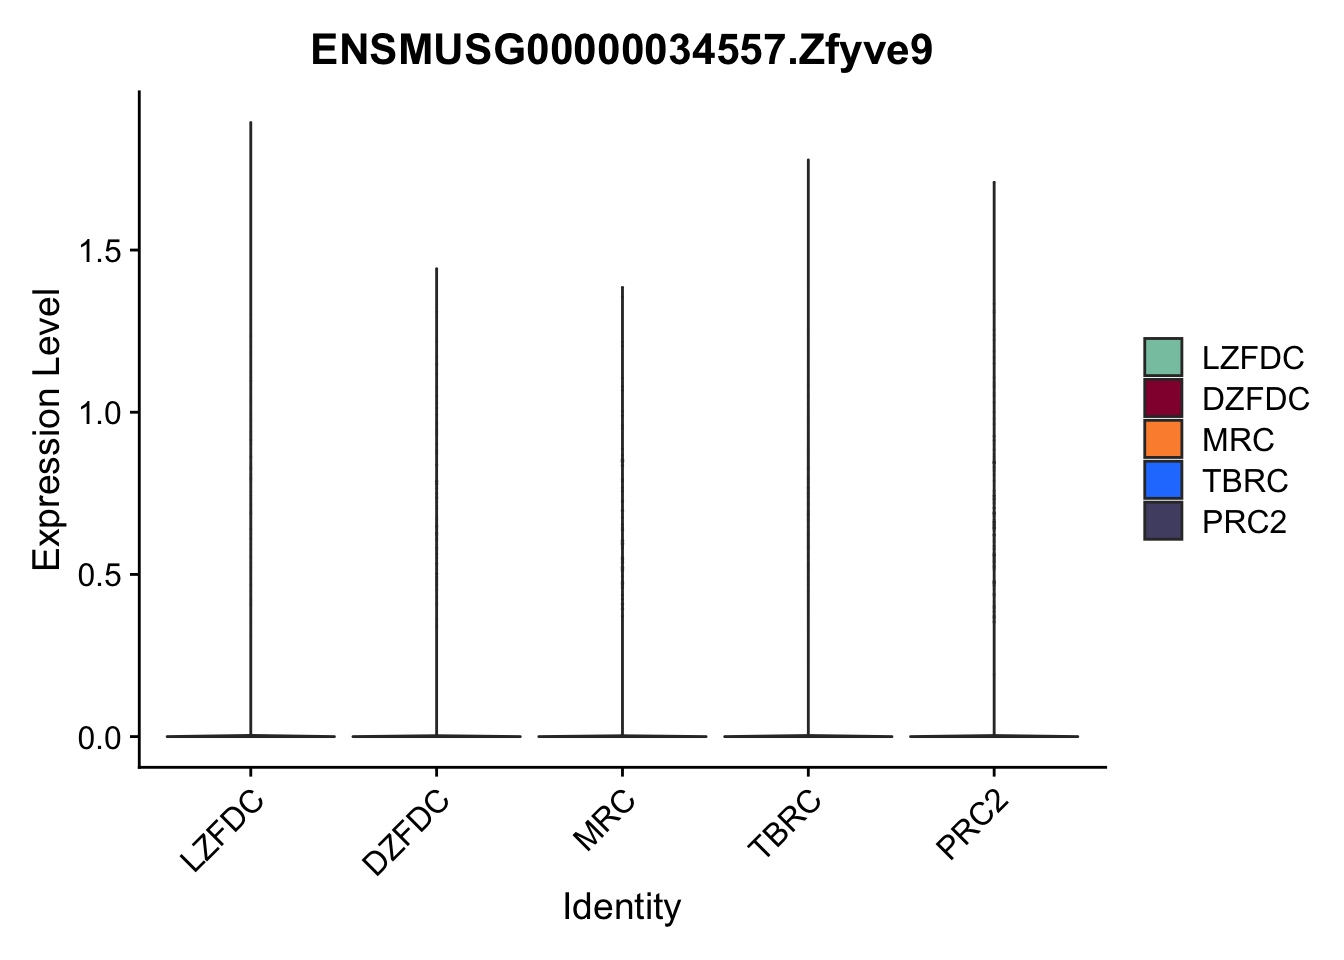 ENSMUSG00000034557.Zfyve9
Expression Level
1.5
1.0
0.5
0.0
LZFDC
DZFDC
MRC
TBRC
PRC2
Identity
LZFDC
DZFDC
MRC
TBRC
PRC2